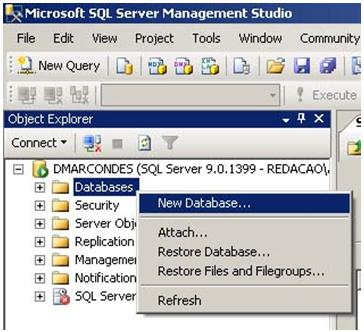 Microsoft SQL Server Management Studio
File Edit View Project Tools Window Community
New Query
Execute
Object Explorer
Connect
DMARCONDES (SQL Server 9.0.1399 - REDACAO\
Databases
New Database...
Security
Server Obj
Attach...
Replication
Restore Database...
Managemen
Restore Files and Filegroups...
Notification
SQL Server
Refresh